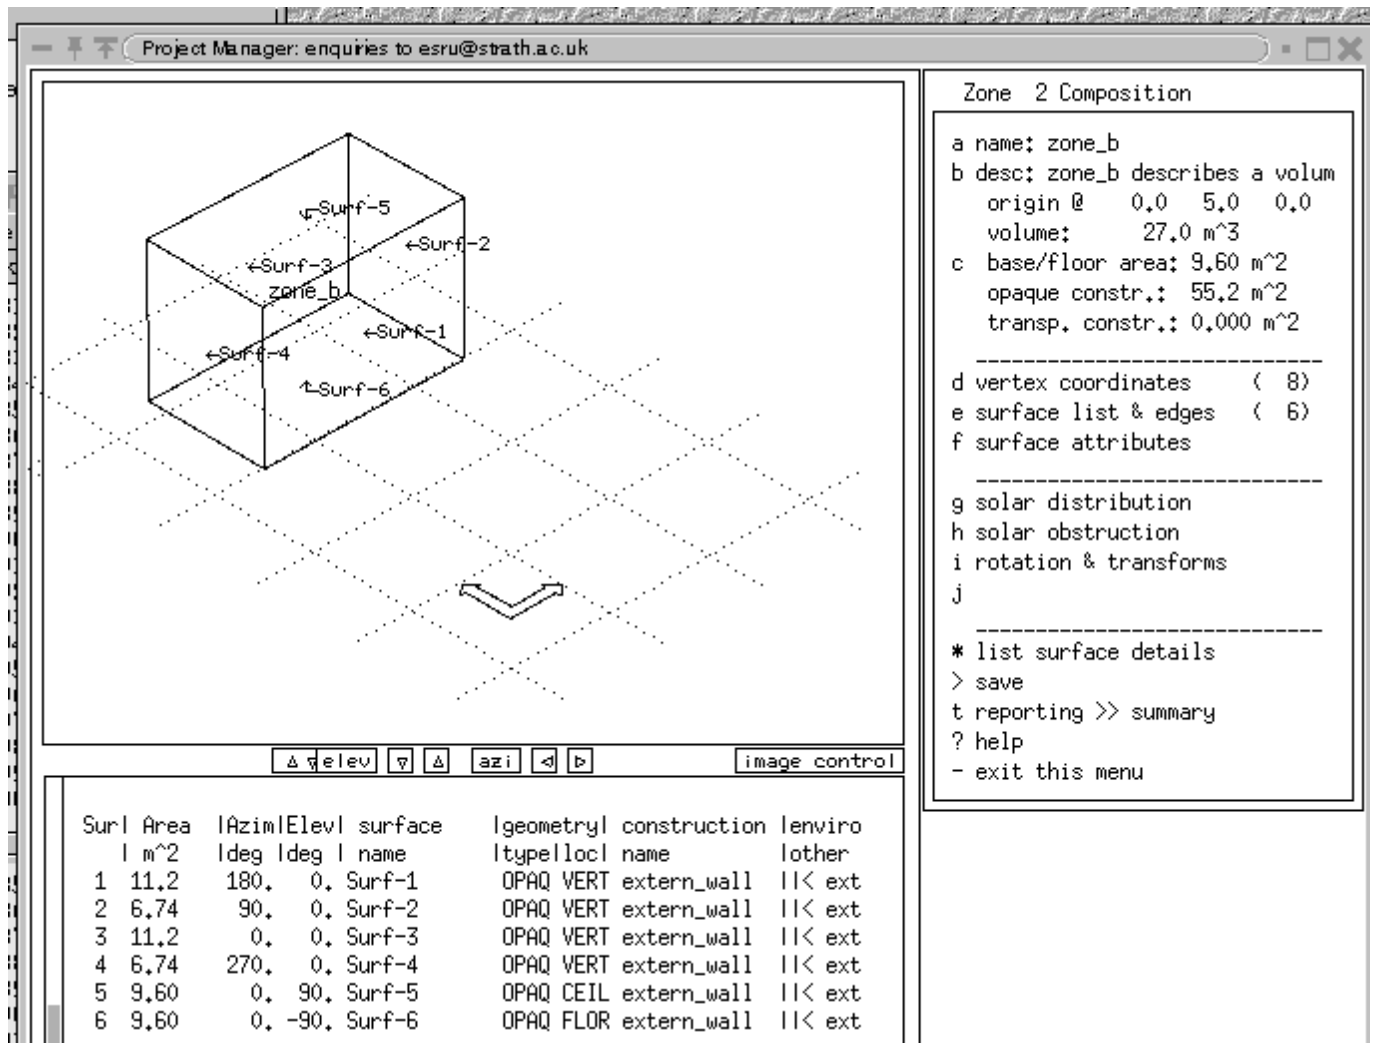 Project Manager: enquiries to esru@strath.ac.uk
Surf-5
Surf-2
Surf-3
zone_b
Surf-1
Surf-4
Surf-6
elev
azi
image control
Zone 2 Composition
a name: zone_b
b desc: zone_b describes a volum
origin @ 0.0 5.0 0.0
volume: 27.0 m^3
c base/floor area: 9.60 m^2
opaque constr.: 55.2 m^2
transp. constr.: 0.000 m^2
d vertex coordinates ( 8)
e surface list & edges ( 6)
f surface attributes
g solar distribution
h solar obstruction
i rotation & transforms
j
* list surface details
> save
t reporting >> summary
? help
- exit this menu
Sur| Area |Azim|Elev| surface |geometry| construction |enviro
| m^2 |deg |deg | name |type|loc| name |other
1 11.2 180. 0. Surf-1 OPAQ VERT extern_wall ||< ext
2 6.74 90. 0. Surf-2 OPAQ VERT extern_wall ||< ext
3 11.2 0. 0. Surf-3 OPAQ VERT extern_wall ||< ext
4 6.74 270. 0. Surf-4 OPAQ VERT extern_wall ||< ext
5 9.60 0. 90. Surf-5 OPAQ CEIL extern_wall ||< ext
6 9.60 0. -90. Surf-6 OPAQ FLOR extern_wall ||< ext